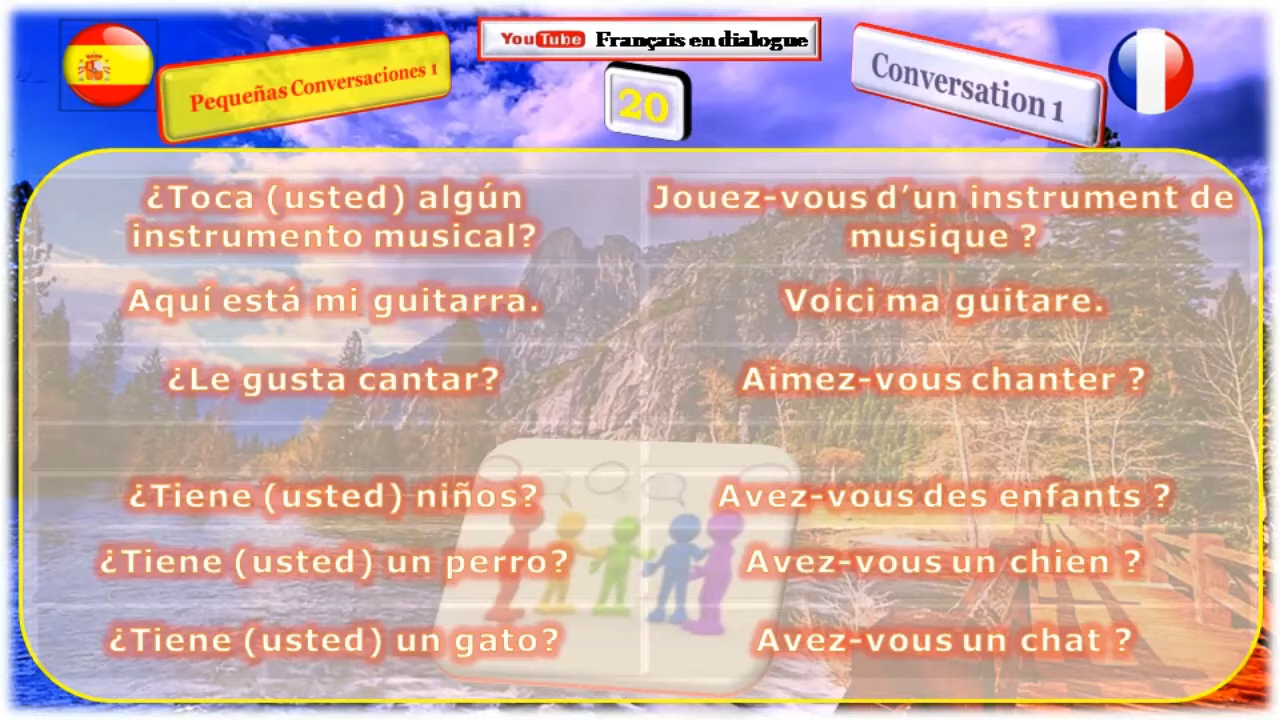 YouTube Français en dialogue
Pequeñas Conversaciones 1
20
Conversation 1
¿Toca (usted) algún
instrumento musical?
Jouez-vous d’un instrument de
musique ?
Aquí está mi guitarra.
Voici ma guitare.
¿Le gusta cantar?
Aimez-vous chanter ?
¿Tiene (usted) niños?
Avez-vous des enfants ?
¿Tiene (usted) un perro?
Avez-vous un chien ?
¿Tiene (usted) un gato?
Avez-vous un chat ?